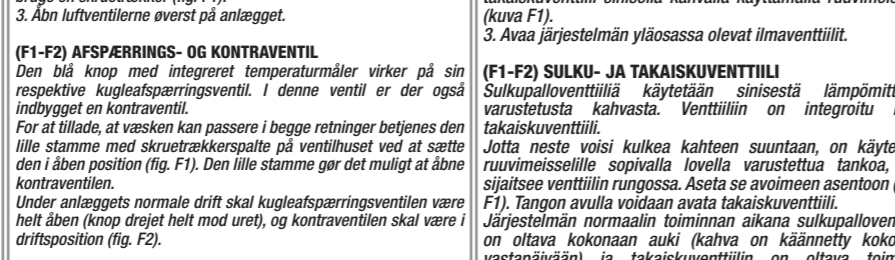 3. Åbn luftventilerne øverst på anlægget.
(F1-F2) AFSPÆRRINGS- OG KONTRAVENTIL
Den blå knop med integreret temperaturmåler virker på sin
respektive kugleafspærringsventil. I denne ventil er der også
indbygget en kontraventil.
For at tillade, at væsken kan passere i begge retninger betjenes den
lille stamme med skruetrækkerspalte på ventilhuset ved at sætte
den i åben position (fig. F1). Den lille stamme gør det muligt at åbne
kontraventilen.
Under anlæggets normale drift skal kugleafspærringsventilen være
helt åben (knop drejet helt mod uret), og kontraventilen skal være i
driftsposition (fig. F2).
(kuva F1).
3. Avaa järjestelmän yläosassa olevat ilmaventtiilit.
(F1-F2) SULKU- JA TAKAISKUVENTTIILI
Sulkupalloventtiiliä käytetään sinisestä lämpömitt
varustetusta kahvasta. Venttiiliin on integroitu
takaiskuventtiili.
Jotta neste voisi kulkea kahteen suuntaan, on käyte
ruuvimeisselille sopivalla lovella varustettua tankoa,
sijaitsee venttiilin rungossa. Aseta se avoimeen asentoon (
F1). Tangon avulla voidaan avata takaiskuventtiili.
Järjestelmän normaalin toiminnan aikana sulkupalloven
on oltava kokonaan auki (kahva on käännetty koko
vastapäivään) ja takaiskuventtiilin on oltava toim